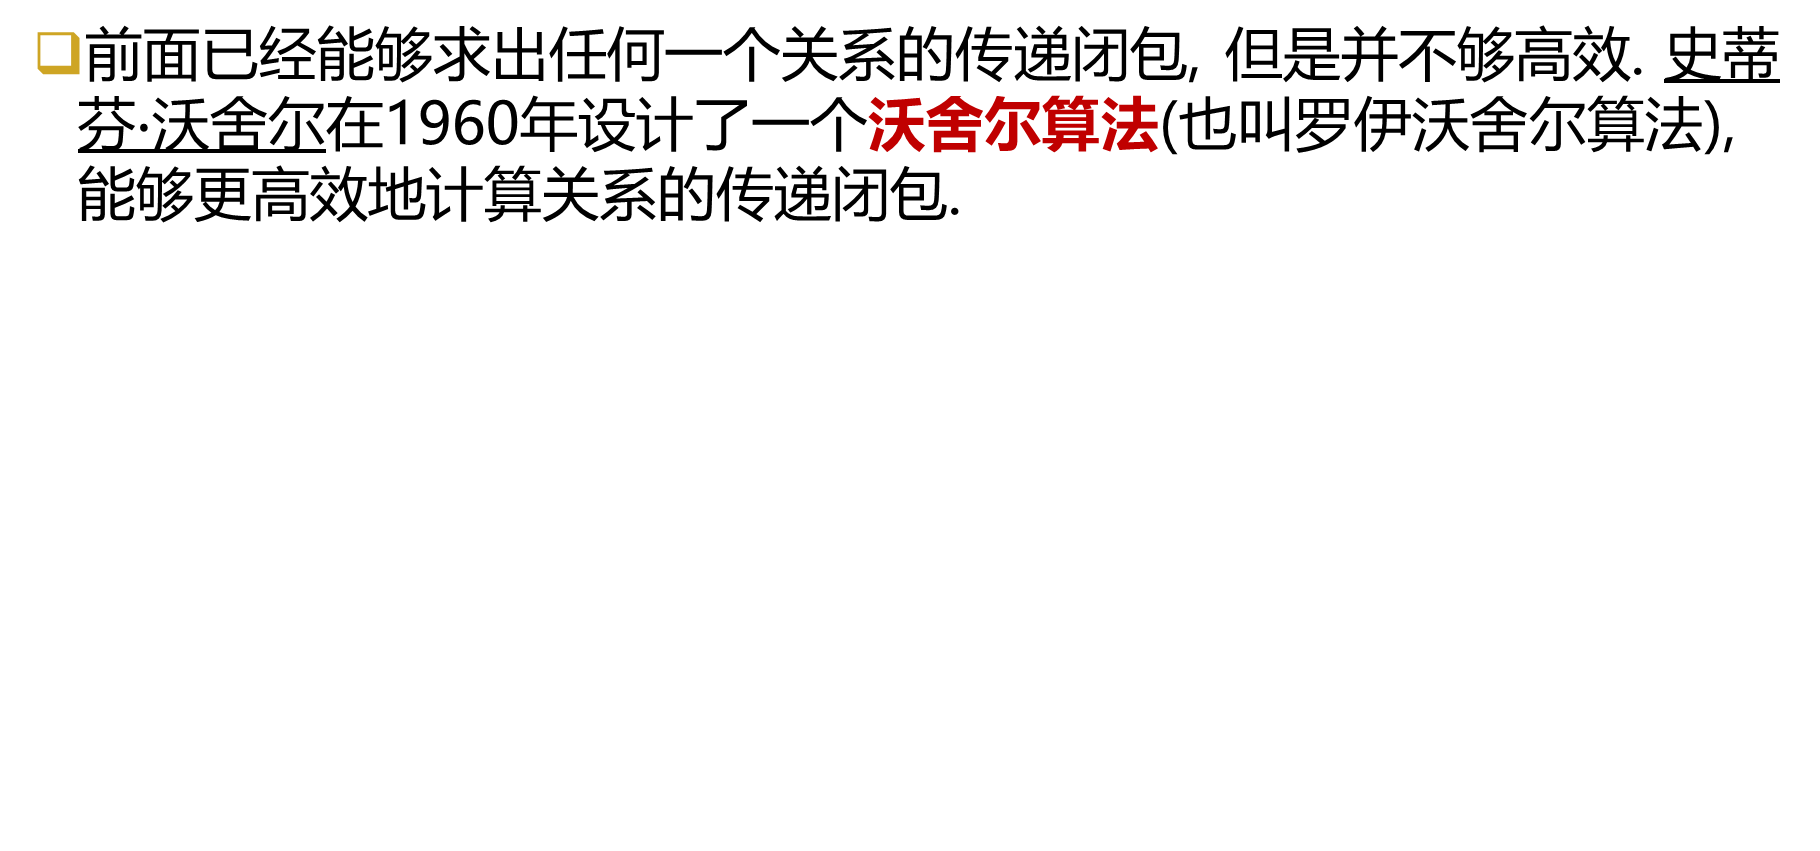 前面已经能够求出任何一个关系的传递闭包, 但是并不够高效. 史蒂
芬·沃舍尔在1960年设计了一个沃舍尔算法(也叫罗伊沃舍尔算法),
能够更高效地计算关系的传递闭包.